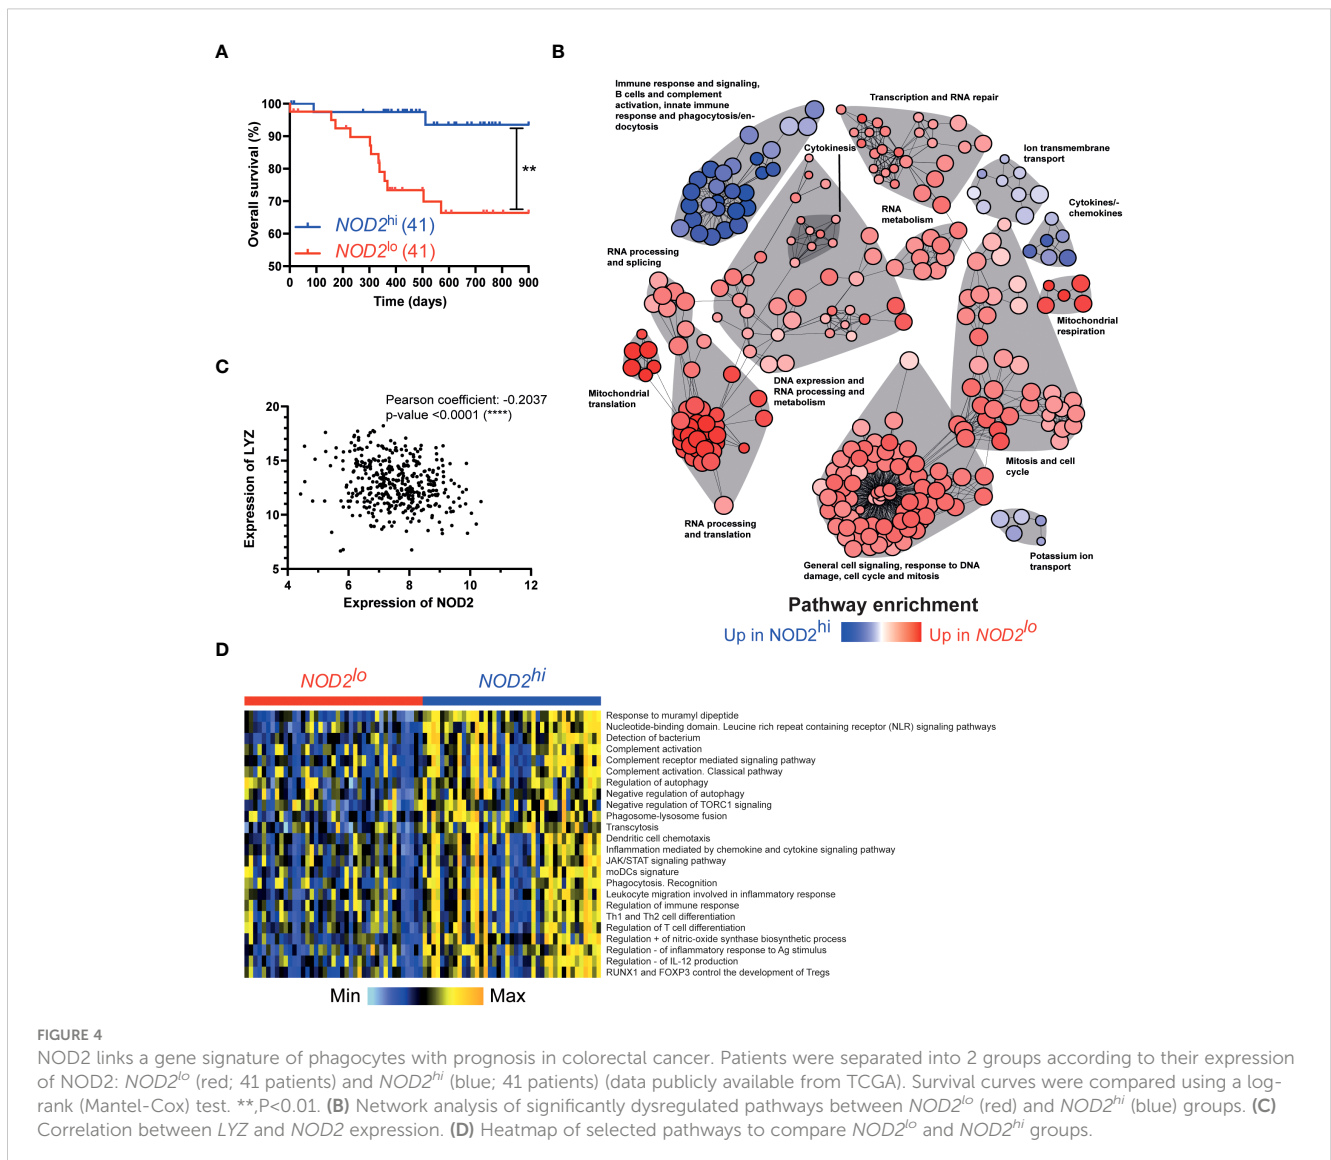 A
Overall survival (%)
100
90
80
70
60
50
**
NOD2hi (41)
NOD2lo (41)
0 100 200 300 400 500 600 700 800 900
Time (days)
B
Immune response and signaling,
B cells and complement
activation, innate immune
response and phagocytosis/en-
docytosis
Transcription and RNA repair
Cytokinesis
Ion transmembrane
transport
RNA
metabolism
Cytokines/-
chemokines
RNA processing
and splicing
Mitochondrial
respiration
Mitochondrial
translation
DNA expression and
RNA processing and
metabolism
Mitosis and cell
cycle
RNA processing
and translation
General cell signaling, response to DNA
damage, cell cycle and mitosis
Potassium ion
transport
Pathway enrichment
Up in NOD2hi
Up in NOD2lo
C
Pearson coefficient: -0.2037
p-value <0.0001 (****)
Expression of LYZ
20
15
10
5
4 6 8 10 12
Expression of NOD2
D
NOD2lo
NOD2hi
Response to muramyl dipeptide
Nucleotide-binding domain. Leucine rich repeat containing receptor (NLR) signaling pathways
Detection of bacterium
Complement activation
Complement receptor mediated signaling pathway
Complement activation. Classical pathway
Regulation of autophagy
Negative regulation of autophagy
Negative regulation of TORC1 signaling
Phagosome-lysosome fusion
Transcytosis
Dendritic cell chemotaxis
Inflammation mediated by chemokine and cytokine signaling pathway
JAK/STAT signaling pathway
moDCs signature
Phagocytosis. Recognition
Leukocyte migration involved in inflammatory response
Regulation of immune response
Th1 and Th2 cell differentiation
Regulation of T cell differentiation
Regulation + of nitric-oxide synthase biosynthetic process
Regulation - of inflammatory response to Ag stimulus
Regulation - of IL-12 production
RUNX1 and FOXP3 control the development of Tregs
Min
Max
FIGURE 4
NOD2 links a gene signature of phagocytes with prognosis in colorectal cancer. Patients were separated into 2 groups according to their expression
of NOD2: NOD2lo (red; 41 patients) and NOD2hi (blue; 41 patients) (data publicly available from TCGA). Survival curves were compared using a log-
rank (Mantel-Cox) test. **,P<0.01. (B) Network analysis of significantly dysregulated pathways between NOD2lo (red) and NOD2hi (blue) groups. (C)
Correlation between LYZ and NOD2 expression. (D) Heatmap of selected pathways to compare NOD2lo and NOD2hi groups.